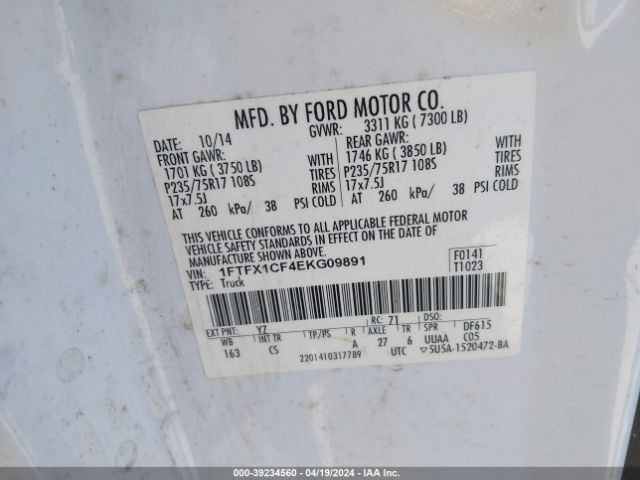 MFD. BY FORD MOTOR CO.
DATE: 10/14 GVWR: 3311 KG ( 7300 LB)
FRONT GAWR: REAR GAWR:
1701 KG ( 3750 LB) WITH 1746 KG ( 3850 LB) WITH
P235/75R17 108S TIRES P235/75R17 108S TIRES
17x7.5J RIMS 17x7.5J RIMS
AT 260 kPa/ 38 PSI COLD AT 260 kPa/ 38 PSI COLD
THIS VEHICLE CONFORMS TO ALL APPLICABLE FEDERAL MOTOR
VEHICLE SAFETY STANDARDS IN EFFECT ON THE DATE OF
MANUFACTURE SHOWN ABOVE.
VIN: 1FTFX1CF4EKG09891 F0141
TYPE: Truck T1023
EXT PNT: YZ RC: 71 DSO:
WB INT TR TP/PS R AXLE TR SPR DF615
163 CS A 27 6 UUAA C05
2201410317789 UTC 5U5A-1520472-BA
000-39234560 - 04/19/2024 - IAA Inc.